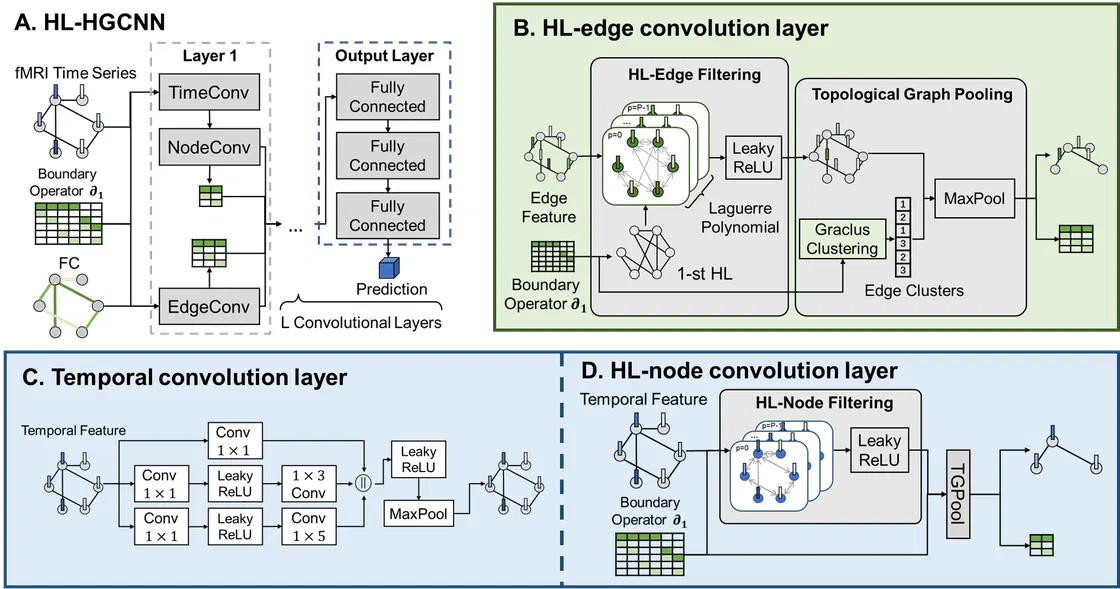 A. HL-HGCNN
fMRI Time Series
Boundary
Operator ∂₁
FC
Layer 1
TimeConv
NodeConv
EdgeConv
...
Output Layer
Fully
Connected
Fully
Connected
Fully
Connected
Prediction
L Convolutional Layers
B. HL-edge convolution layer
HL-Edge Filtering
Edge
Feature
Boundary
Operator ∂₁
p=P-1
...
p=0
Leaky
ReLU
Laguerre
Polynomial
1-st HL
Topological Graph Pooling
Graclus
Clustering
1
2
1
3
2
3
Edge Clusters
MaxPool
C. Temporal convolution layer
Temporal Feature
Conv
1 × 1
Conv
1 × 1
Leaky
ReLU
1 × 3
Conv
Conv
1 × 1
Leaky
ReLU
Conv
1 × 5
||
Leaky
ReLU
MaxPool
D. HL-node convolution layer
Temporal Feature
Boundary
Operator ∂₁
HL-Node Filtering
p=P-1
...
p=0
Leaky
ReLU
TGPool